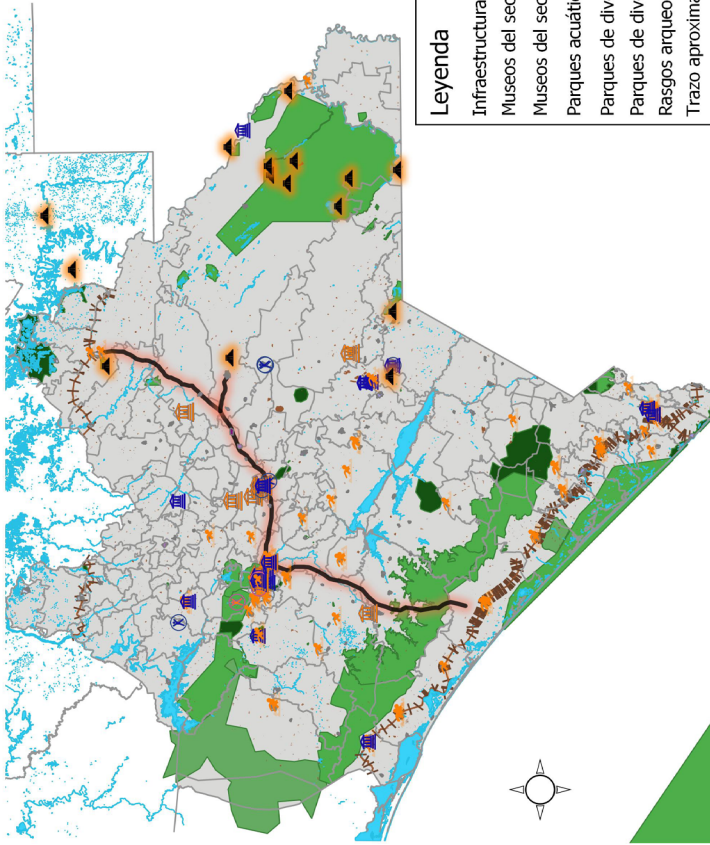 Leyenda
Infraestructura
Museos del sec
Museos del sec
Parques acuátic
Parques de div
Parques de div
Rasgos arqueo
Trazo aproxima